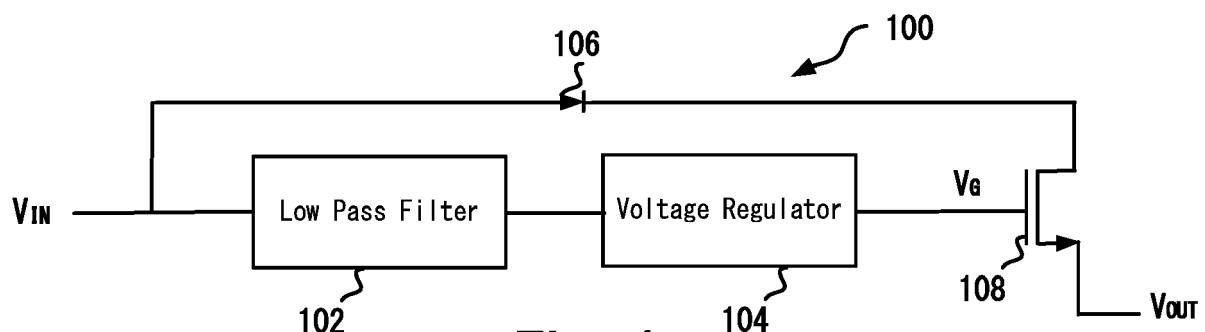 100
106
VIN
Low Pass Filter
Voltage Regulator
VG
108
VOUT
102
104